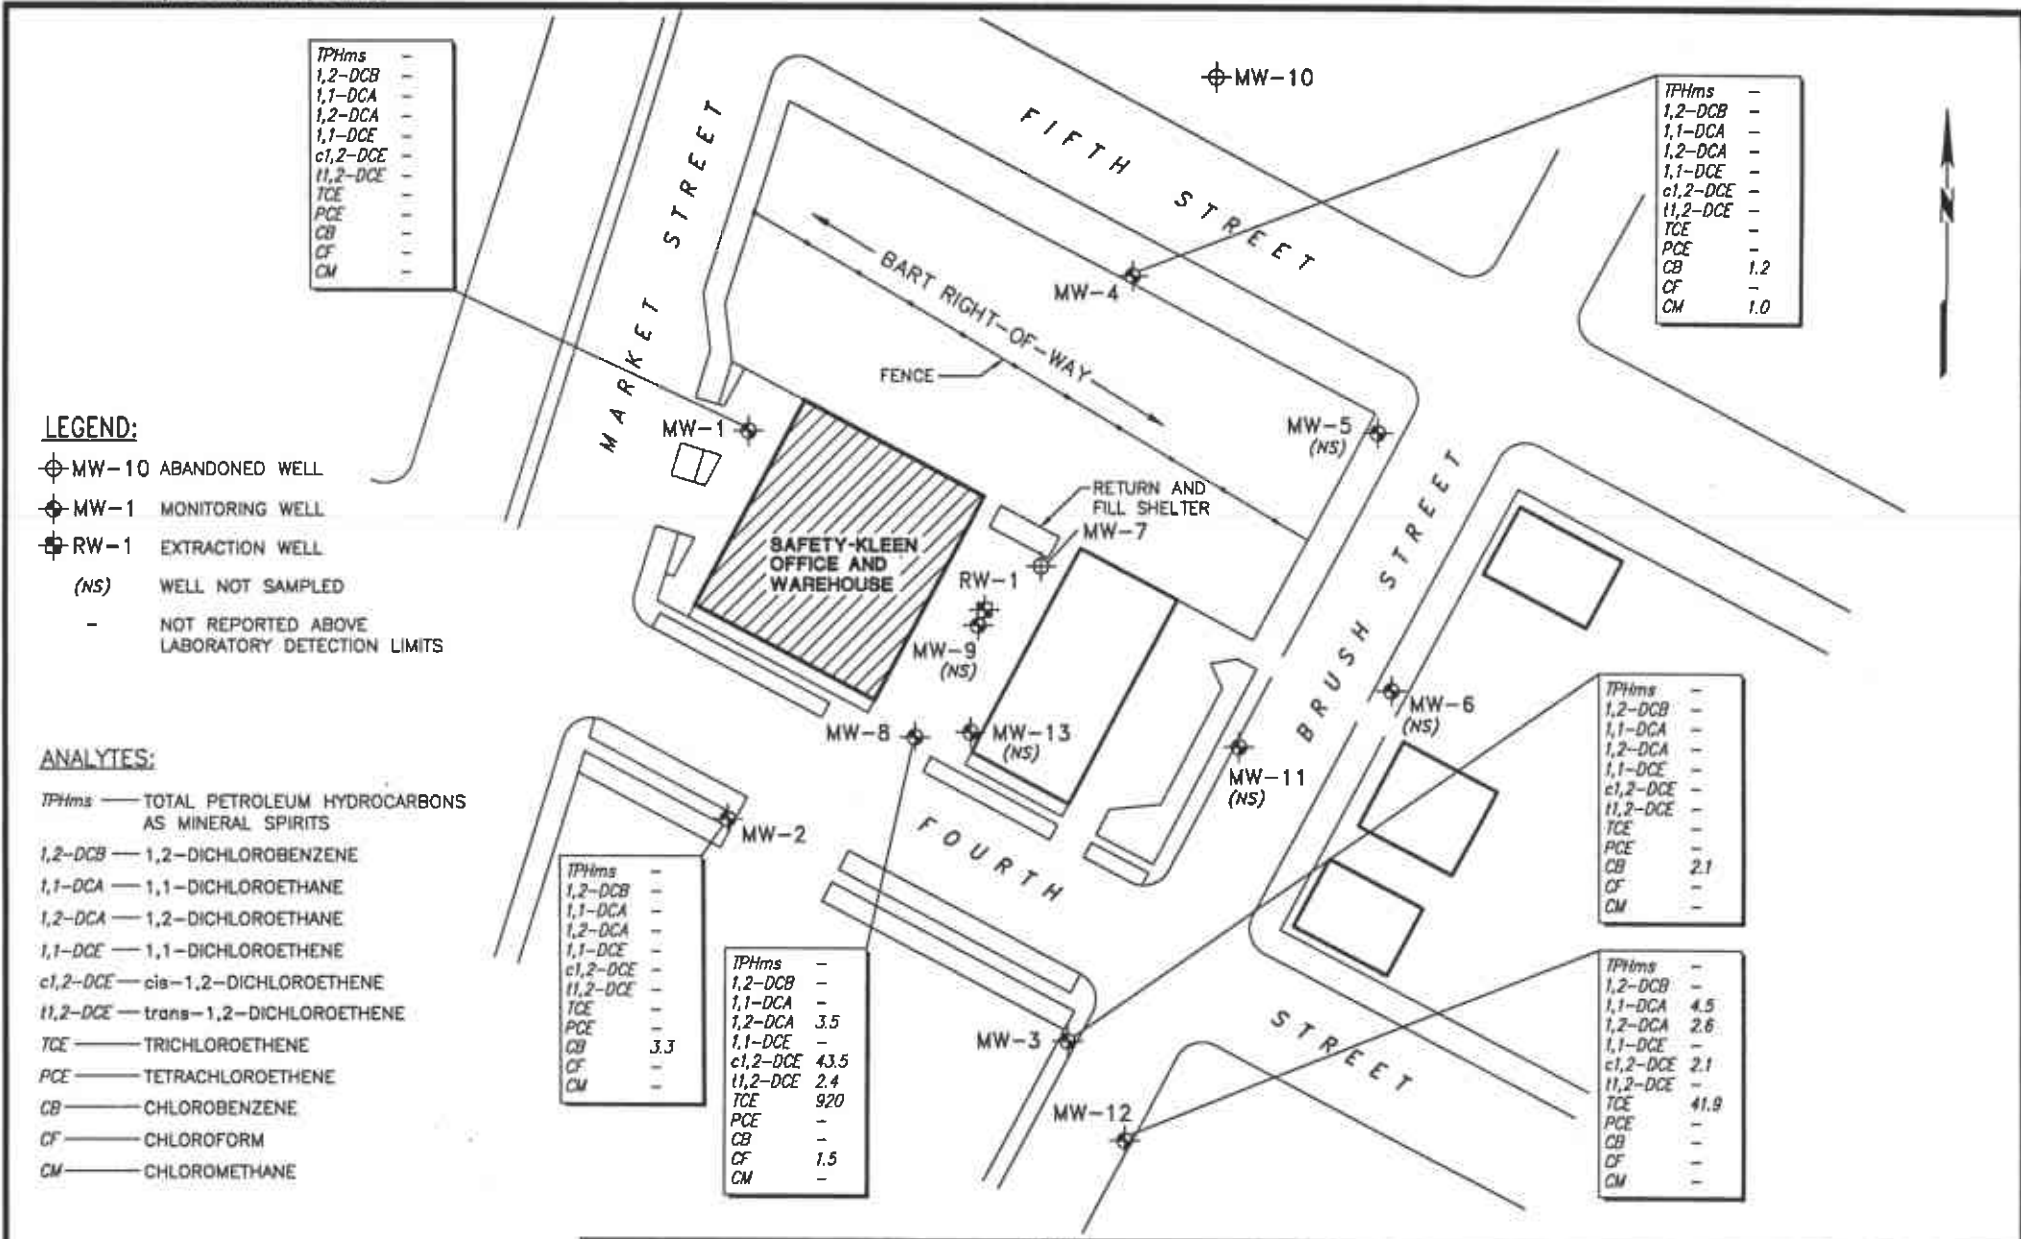 TPHms -
1,2-DCB -
1,1-DCA -
1,2-DCA -
1,1-DCE -
c1,2-DCE -
t1,2-DCE -
TCE -
PCE -
CB -
CF -
CM -
MW-10
TPHms -
1,2-DCB -
1,1-DCA -
1,2-DCA -
1,1-DCE -
c1,2-DCE -
t1,2-DCE -
TCE -
PCE -
CB 1.2
CF -
CM 1.0
N
MARKET STREET
FIFTH STREET
BART RIGHT-OF-WAY
FENCE
MW-4
MW-1
MW-5
(NS)
RETURN AND
FILL SHELTER
MW-7
SAFETY-KLEEN
OFFICE AND
WAREHOUSE
RW-1
MW-9
(NS)
BRUSH STREET
MW-6
(NS)
MW-8
MW-13
(NS)
MW-11
(NS)
MW-2
FOURTH STREET
MW-3
MW-12
LEGEND:
MW-10 ABANDONED WELL
MW-1 MONITORING WELL
RW-1 EXTRACTION WELL
(NS) WELL NOT SAMPLED
- NOT REPORTED ABOVE
LABORATORY DETECTION LIMITS
ANALYTES:
TPHms — TOTAL PETROLEUM HYDROCARBONS
AS MINERAL SPIRITS
1,2-DCB — 1,2-DICHLOROBENZENE
1,1-DCA — 1,1-DICHLOROETHANE
1,2-DCA — 1,2-DICHLOROETHANE
1,1-DCE — 1,1-DICHLOROETHENE
c1,2-DCE — cis-1,2-DICHLOROETHENE
t1,2-DCE — trans-1,2-DICHLOROETHENE
TCE — TRICHLOROETHENE
PCE — TETRACHLOROETHENE
CB — CHLOROBENZENE
CF — CHLOROFORM
CM — CHLOROMETHANE
TPHms -
1,2-DCB -
1,1-DCA -
1,2-DCA -
1,1-DCE -
c1,2-DCE -
t1,2-DCE -
TCE -
PCE -
CB 3.3
CF -
CM -
TPHms -
1,2-DCB -
1,1-DCA -
1,2-DCA 3.5
1,1-DCE -
c1,2-DCE 43.5
t1,2-DCE 2.4
TCE 920
PCE -
CB -
CF 1.5
CM -
TPHms -
1,2-DCB -
1,1-DCA -
1,2-DCA -
1,1-DCE -
c1,2-DCE -
t1,2-DCE -
TCE -
PCE -
CB 2.1
CF -
CM -
TPHms -
1,2-DCB -
1,1-DCA 4.5
1,2-DCA 2.6
1,1-DCE -
c1,2-DCE 2.1
t1,2-DCE -
TCE 41.9
PCE -
CB -
CF -
CM -